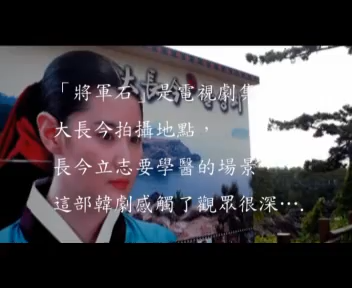 「將軍石」是電視劇集
大長今拍攝地點，
長今立志要學醫的場景
這部韓劇感觸了觀眾很深….